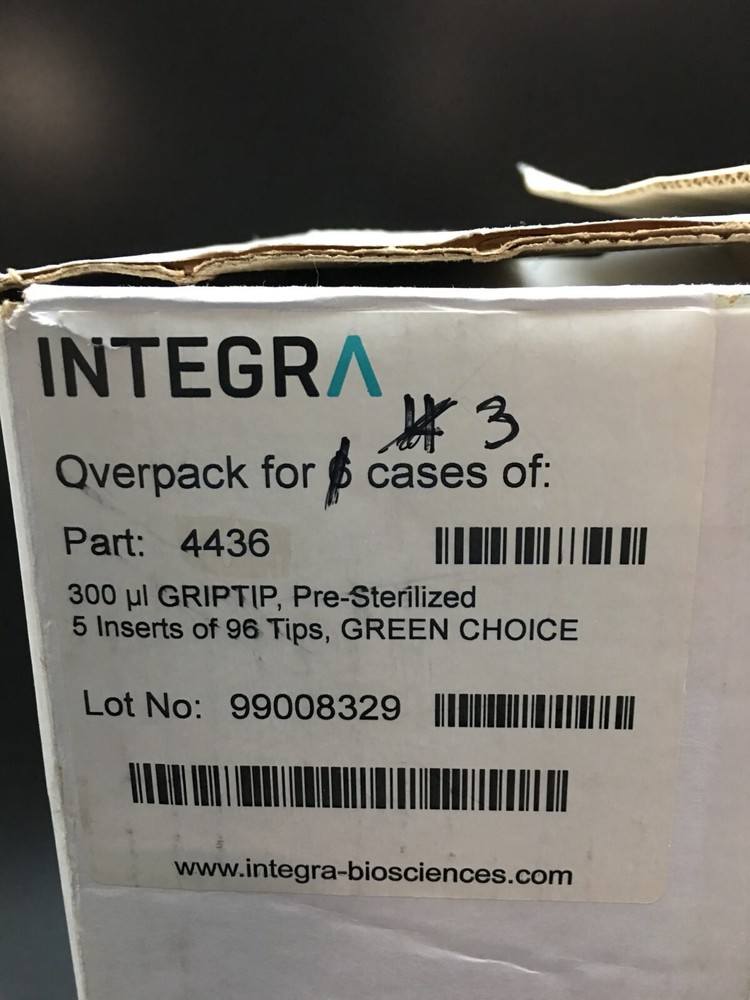 INTEGRA
3
Overpack for 6 cases of:
Part: 4436
300 µl GRIPTIP, Pre-Sterilized
5 Inserts of 96 Tips, GREEN CHOICE
Lot No: 99008329
www.integra-biosciences.com